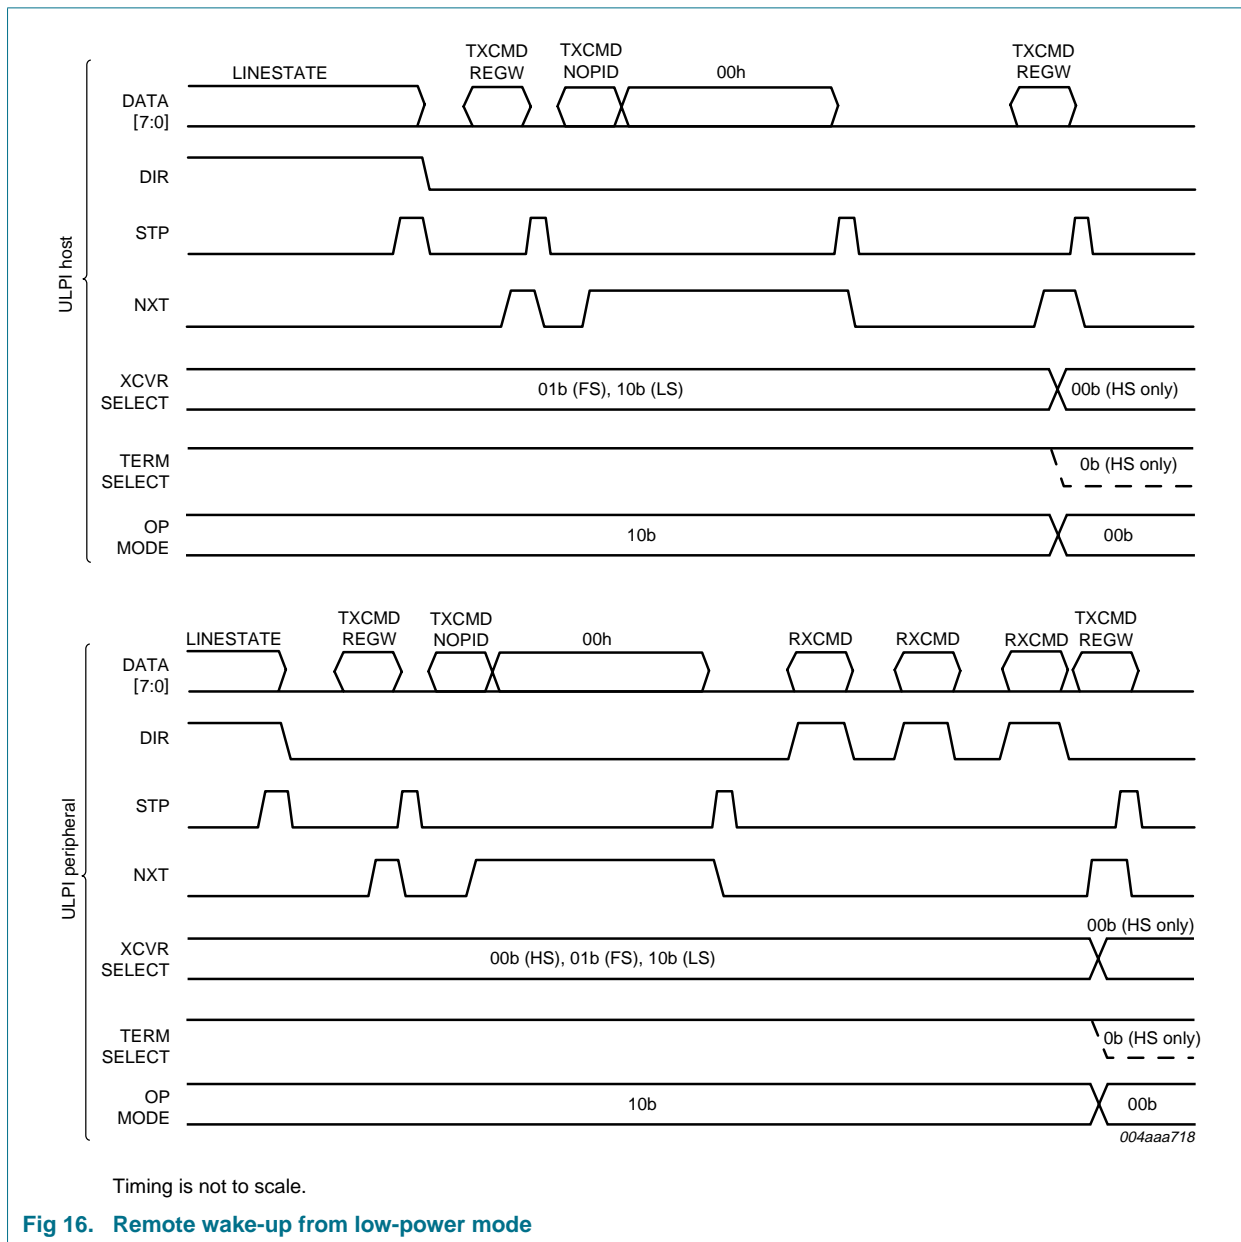 ULPI host
TXCMD
REGW
TXCMD
NOPID
TXCMD
REGW
LINESTATE
00h
DATA
[7:0]
DIR
STP
NXT
XCVR
SELECT
01b (FS), 10b (LS)
00b (HS only)
TERM
SELECT
0b (HS only)
OP
MODE
10b
00b
ULPI peripheral
TXCMD
REGW
TXCMD
NOPID
TXCMD
REGW
LINESTATE
00h
RXCMD
RXCMD
RXCMD
DATA
[7:0]
DIR
STP
NXT
XCVR
SELECT
00b (HS), 01b (FS), 10b (LS)
00b (HS only)
TERM
SELECT
0b (HS only)
OP
MODE
10b
00b
004aaa718
Timing is not to scale.
Fig 16. Remote wake-up from low-power mode